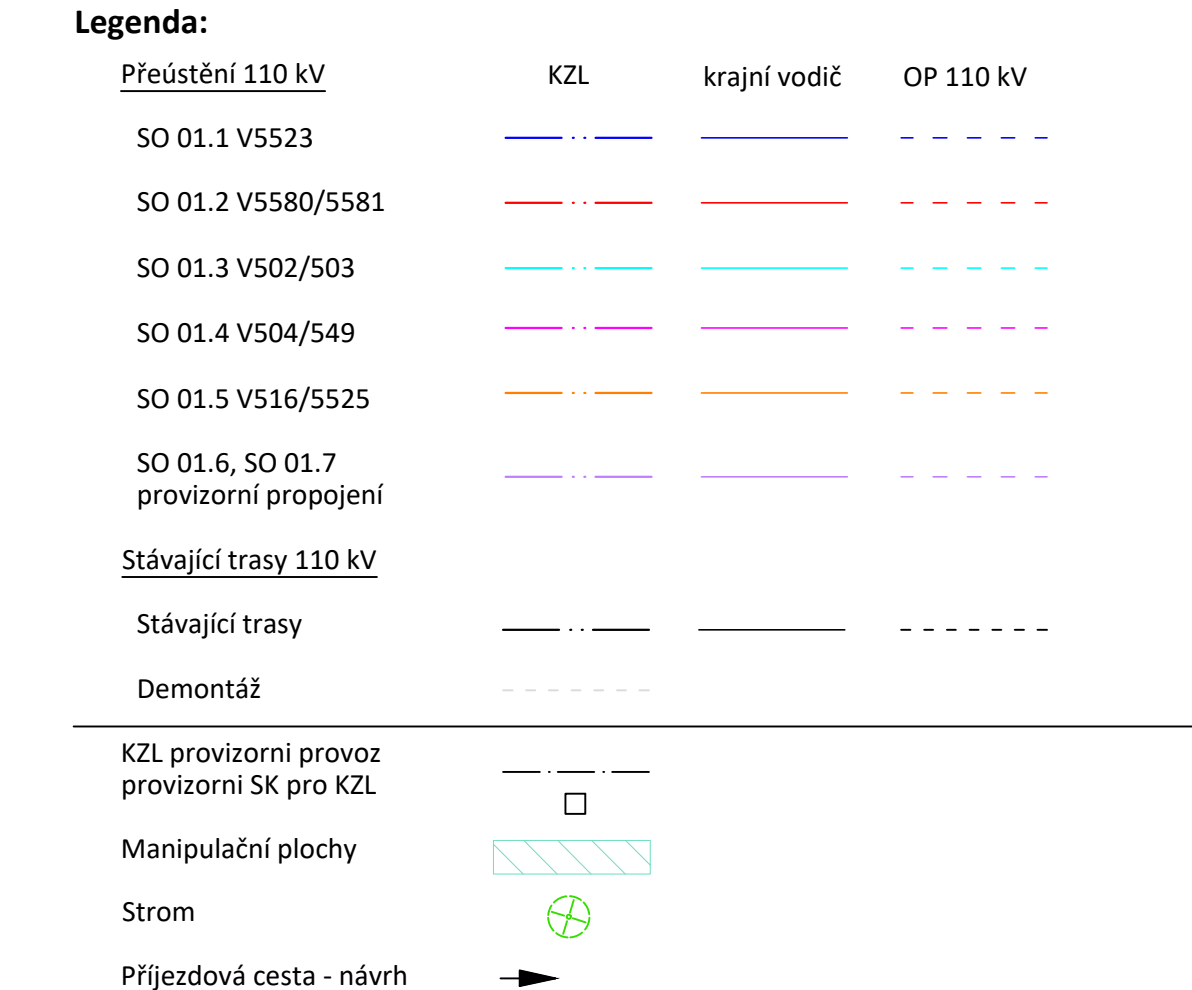 Legenda:
Přeústění 110 kV KZL krajní vodič OP 110 kV
SO 01.1 V5523
SO 01.2 V5580/5581
SO 01.3 V502/503
SO 01.4 V504/549
SO 01.5 V516/5525
SO 01.6, SO 01.7
provizorní propojení
Stávající trasy 110 kV
Stávající trasy
Demontáž
KZL provizorni provoz
provizorni SK pro KZL
Manipulační plochy
Strom
Příjezdová cesta - návrh